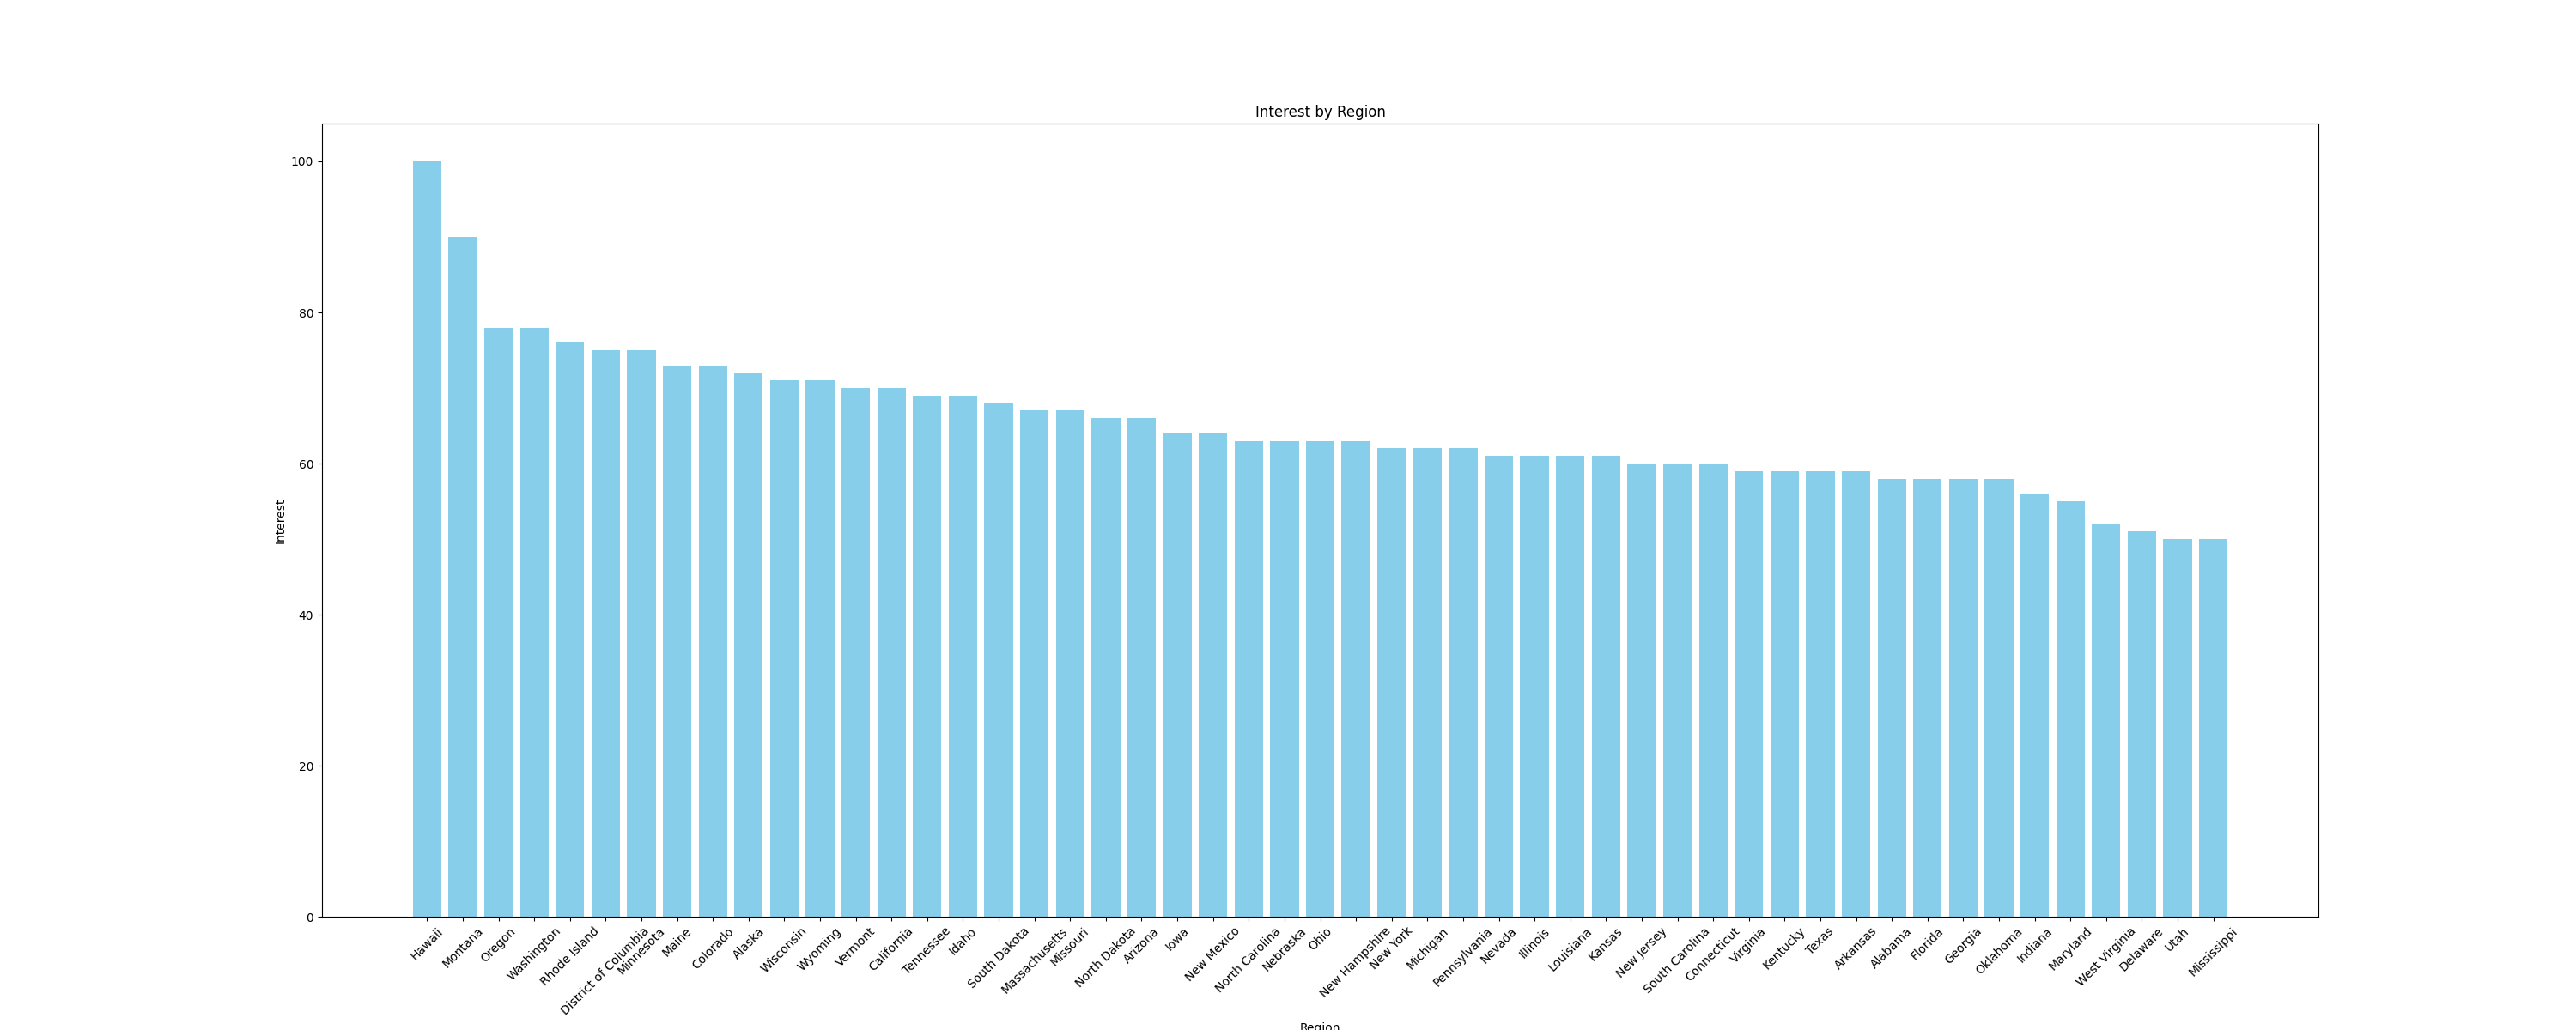 Interest by Region
100
80
60
40
20
0
Interest
Hawaii
Montana
Oregon
Washington
Rhode Island
District of Columbia
Minnesota
Maine
Colorado
Alaska
Wisconsin
Wyoming
Vermont
California
Tennessee
Idaho
South Dakota
Massachusetts
Missouri
North Dakota
Arizona
Iowa
New Mexico
North Carolina
Nebraska
Ohio
New Hampshire
New York
Michigan
Pennsylvania
Nevada
Illinois
Louisiana
Kansas
New Jersey
South Carolina
Connecticut
Virginia
Kentucky
Texas
Arkansas
Alabama
Florida
Georgia
Oklahoma
Indiana
Maryland
West Virginia
Delaware
Utah
Mississippi
Region